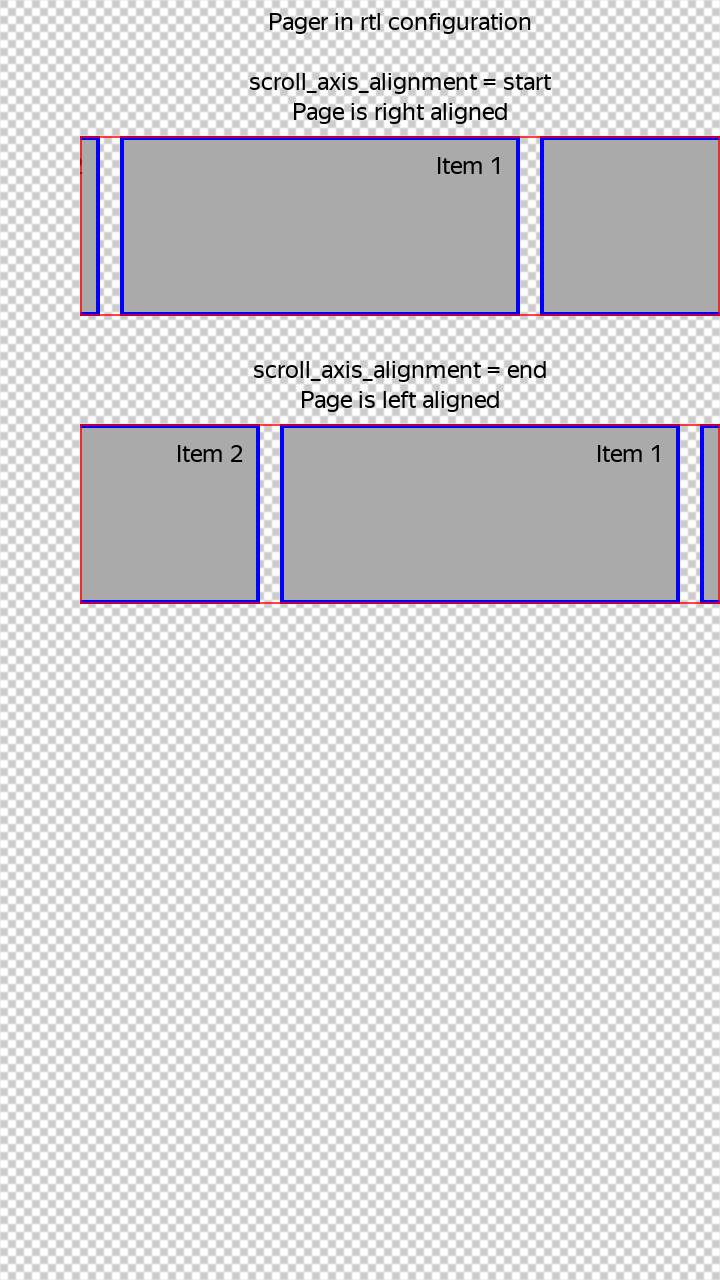 Pager in rtl configuration
scroll_axis_alignment = start
Page is right aligned
Item 1
scroll_axis_alignment = end
Page is left aligned
Item 2
Item 1